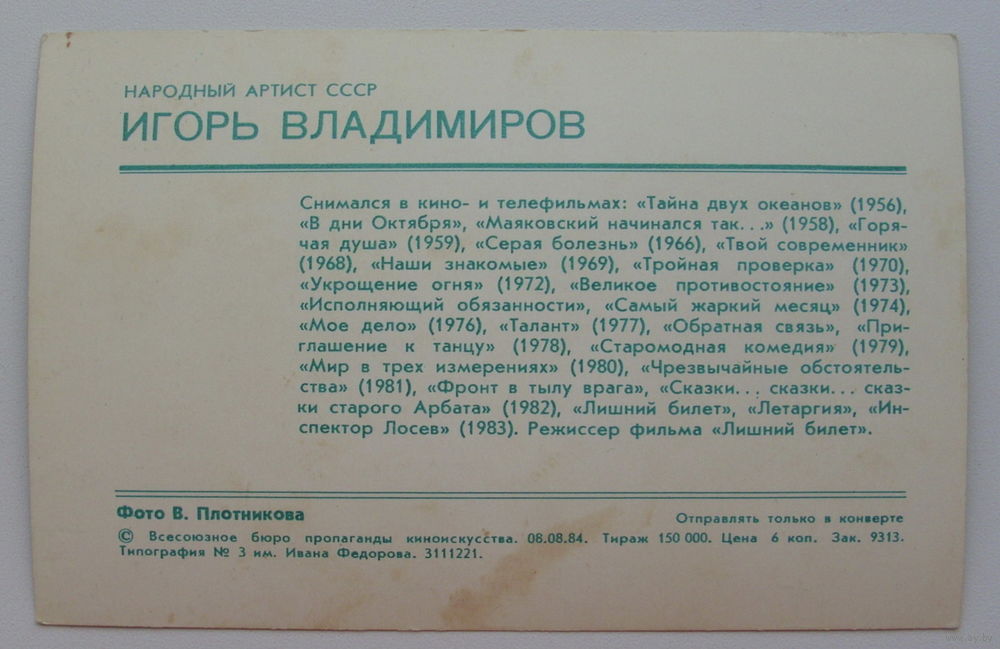 НАРОДНЫЙ АРТИСТ СССР
ИГОРЬ ВЛАДИМИРОВ
Снимался в кино- и телефильмах: «Тайна двух океанов» (1956),
«В дни Октября», «Маяковский начинался так...» (1958), «Горя-
чая душа» (1959), «Серая болезнь» (1966), «Твой современник»
(1968), «Наши знакомые» (1969), «Тройная проверка» (1970),
«Укрощение огня» (1972), «Великое противостояние» (1973),
«Исполняющий обязанности», «Самый жаркий месяц» (1974),
«Мое дело» (1976), «Талант» (1977), «Обратная связь», «При-
глашение к танцу» (1978), «Старомодная комедия» (1979),
«Мир в трех измерениях» (1980), «Чрезвычайные обстоятель-
ства» (1981), «Фронт в тылу врага», «Сказки... сказки... сказ-
ки старого Арбата» (1982), «Лишний билет», «Летаргия», «Ин-
спектор Лосев» (1983). Режиссер фильма «Лишний билет».
Фото В. Плотникова
Отправлять только в конверте
© Всесоюзное бюро пропаганды киноискусства. 08.08.84. Тираж 150 000. Цена 6 коп. Зак. 9313.
Типография № 3 им. Ивана Федорова. 3111221.